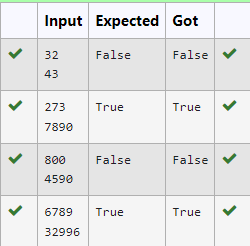 Input Expected Got
32 False False
43
273 True True
7890
800 False False
4590
6789 True True
32996